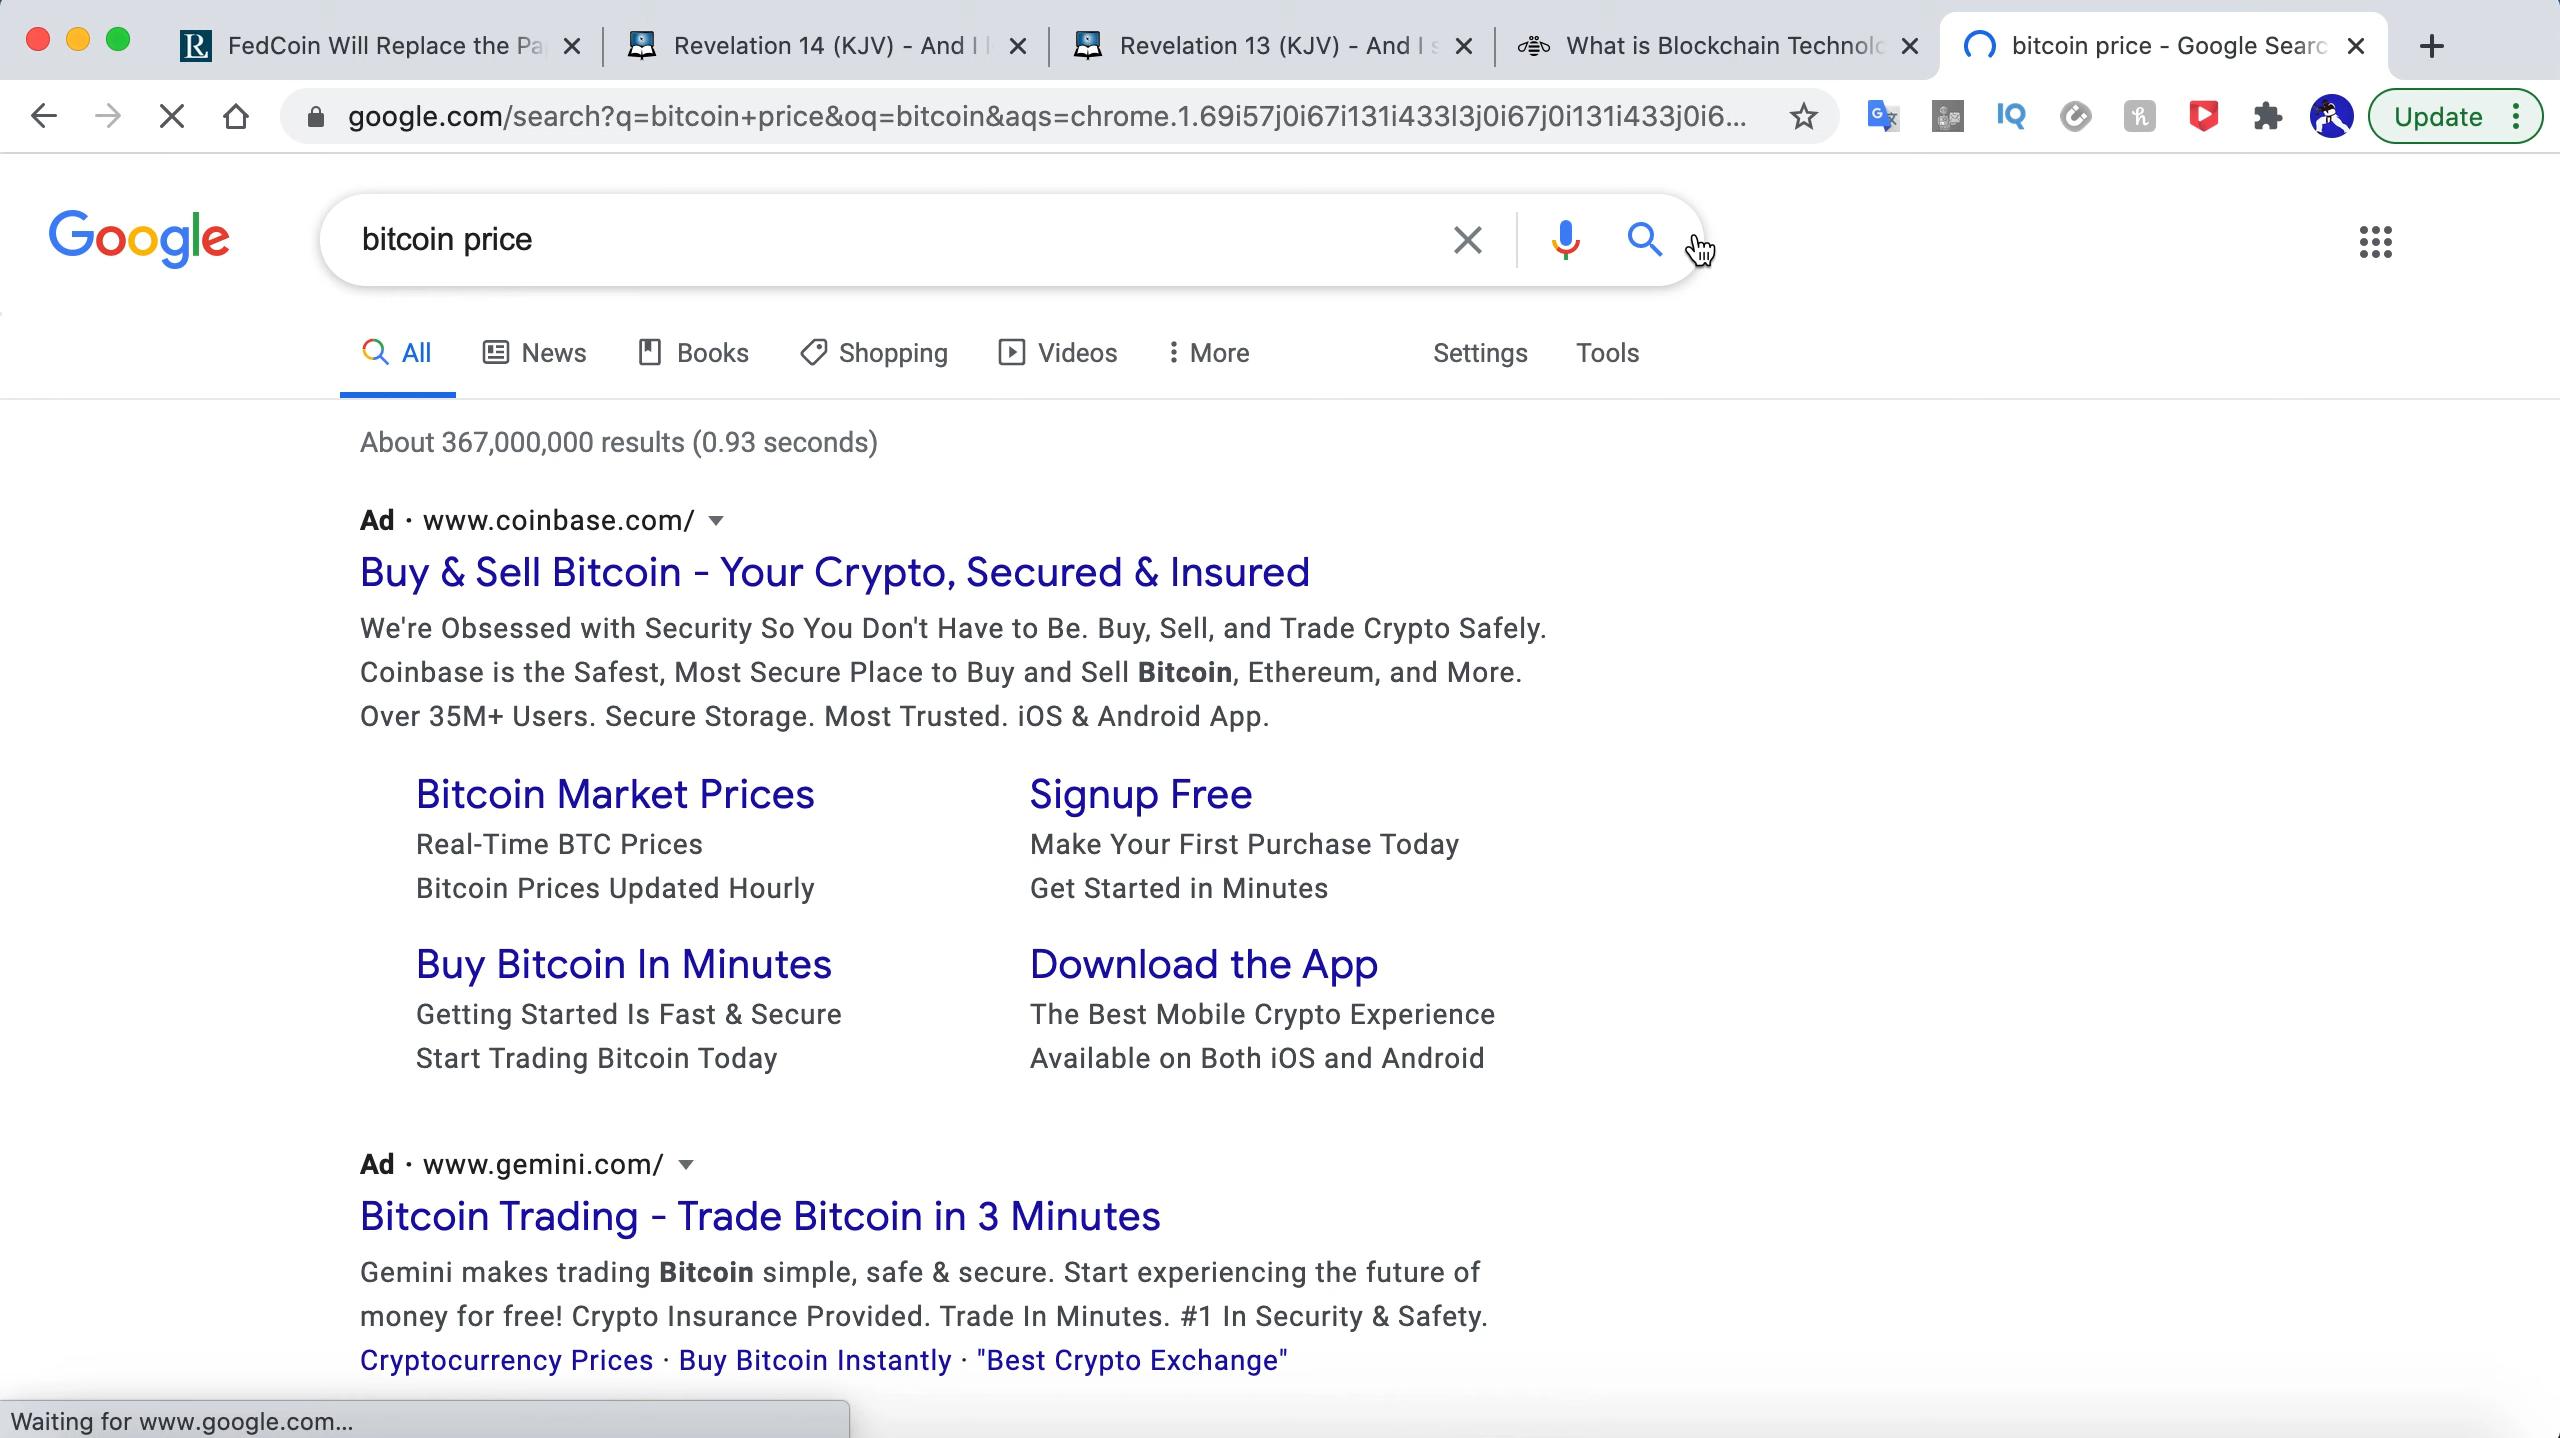 FedCoin Will Replace the Pa
Revelation 14 (KJV) - And I l
Revelation 13 (KJV) - And I s
What is Blockchain Technolo
bitcoin price - Google Searc
google.com/search?q=bitcoin+price&oq=bitcoin&aqs=chrome.1.69i57j0i67i131i433l3j0i67j0i131i433j0i6...
IQ
Update
Google
bitcoin price
All
News
Books
Shopping
Videos
More
Settings
Tools
About 367,000,000 results (0.93 seconds)
Ad · www.coinbase.com/
Buy & Sell Bitcoin - Your Crypto, Secured & Insured
We're Obsessed with Security So You Don't Have to Be. Buy, Sell, and Trade Crypto Safely.
Coinbase is the Safest, Most Secure Place to Buy and Sell Bitcoin, Ethereum, and More.
Over 35M+ Users. Secure Storage. Most Trusted. iOS & Android App.
Bitcoin Market Prices
Real-Time BTC Prices
Bitcoin Prices Updated Hourly
Signup Free
Make Your First Purchase Today
Get Started in Minutes
Buy Bitcoin In Minutes
Getting Started Is Fast & Secure
Start Trading Bitcoin Today
Download the App
The Best Mobile Crypto Experience
Available on Both iOS and Android
Ad · www.gemini.com/
Bitcoin Trading - Trade Bitcoin in 3 Minutes
Gemini makes trading Bitcoin simple, safe & secure. Start experiencing the future of
money for free! Crypto Insurance Provided. Trade In Minutes. #1 In Security & Safety.
Cryptocurrency Prices · Buy Bitcoin Instantly · "Best Crypto Exchange"
Waiting for www.google.com...